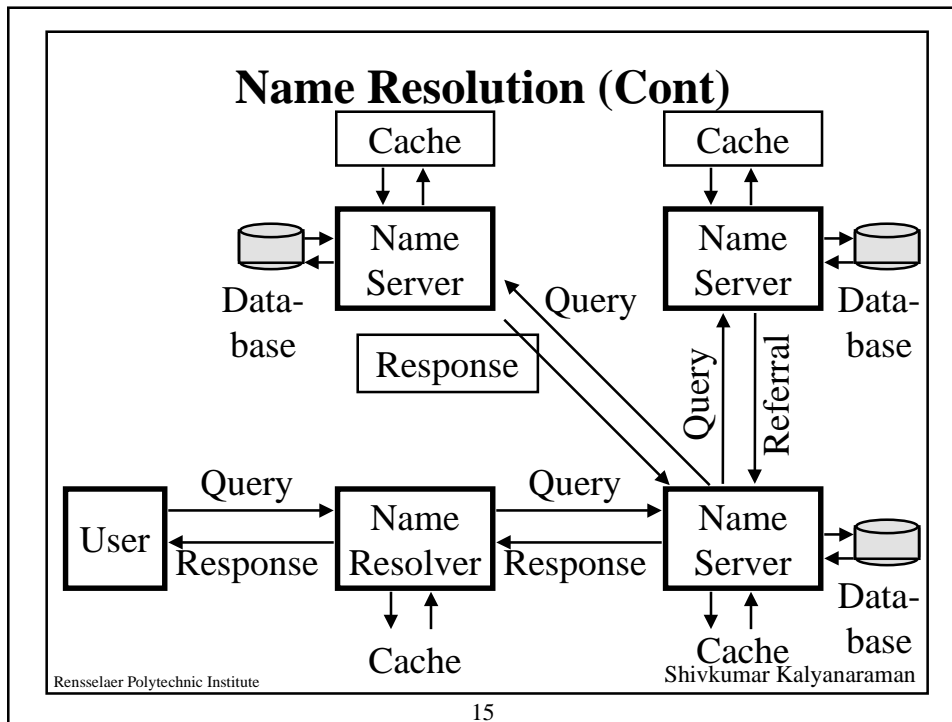 Name Resolution (Cont)
Cache
Cache
Name
Server
Data-
base
Name
Server
Data-
base
Query
Response
Query
Referral
User
Query
Response
Name
Resolver
Query
Response
Name
Server
Data-
base
Cache
Cache
Rensselaer Polytechnic Institute
Shivkumar Kalyanaraman
15